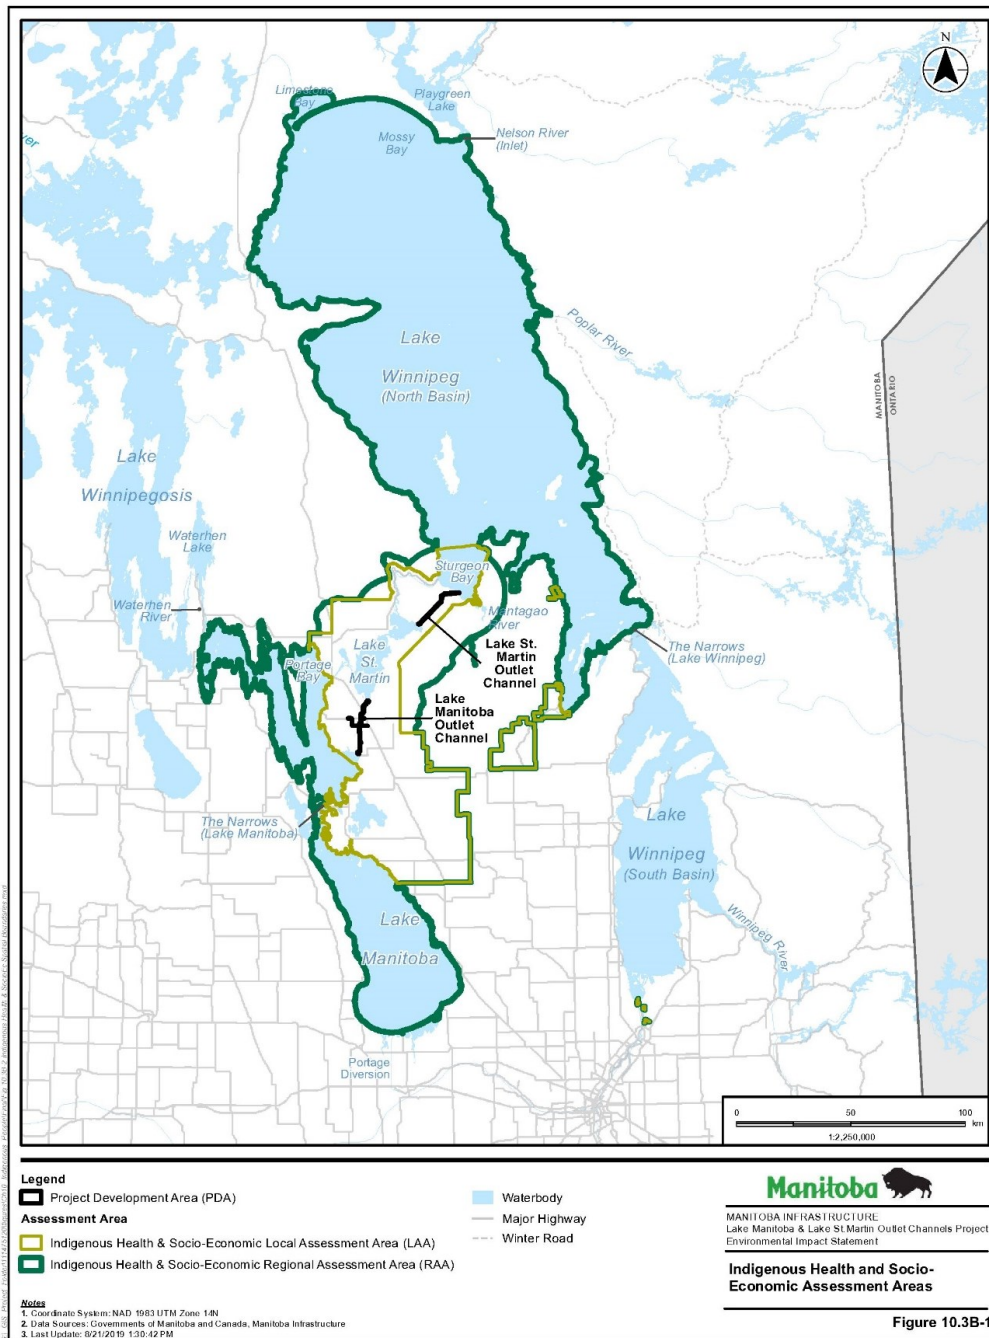 N
Limestone
Bay
Playgreen
Lake
Mossy
Bay
Nelson River
(Inlet)
Poplar River
Lake
Winnipeg
(North Basin)
MANITOBA
ONTARIO
Lake
Winnipegosis
Waterhen
Lake
Waterhen
River
Sturgeon
Bay
Mantagao
River
Lake
St.
Martin
Portage
Bay
Lake St.
Martin
Outlet
Channel
The Narrows
(Lake Winnipeg)
Lake
Manitoba
Outlet
Channel
The Narrows
(Lake Manitoba)
Lake
Winnipeg
(South Basin)
Winnipeg River
Lake
Manitoba
Portage
Diversion
0 50 100
km
1:2,250,000
Legend
Project Development Area (PDA)
Assessment Area
Indigenous Health & Socio-Economic Local Assessment Area (LAA)
Indigenous Health & Socio-Economic Regional Assessment Area (RAA)
Waterbody
Major Highway
Winter Road
Notes
1. Coordinate System: NAD 1983 UTM Zone 14N
2. Data Sources: Governments of Manitoba and Canada, Manitoba Infrastructure
3. Last Update: 8/21/2019 1:30:42 PM
Manitoba
MANITOBA INFRASTRUCTURE
Lake Manitoba & Lake St.Martin Outlet Channels Project
Environmental Impact Statement
Indigenous Health and Socio-
Economic Assessment Areas
Figure 10.3B-1